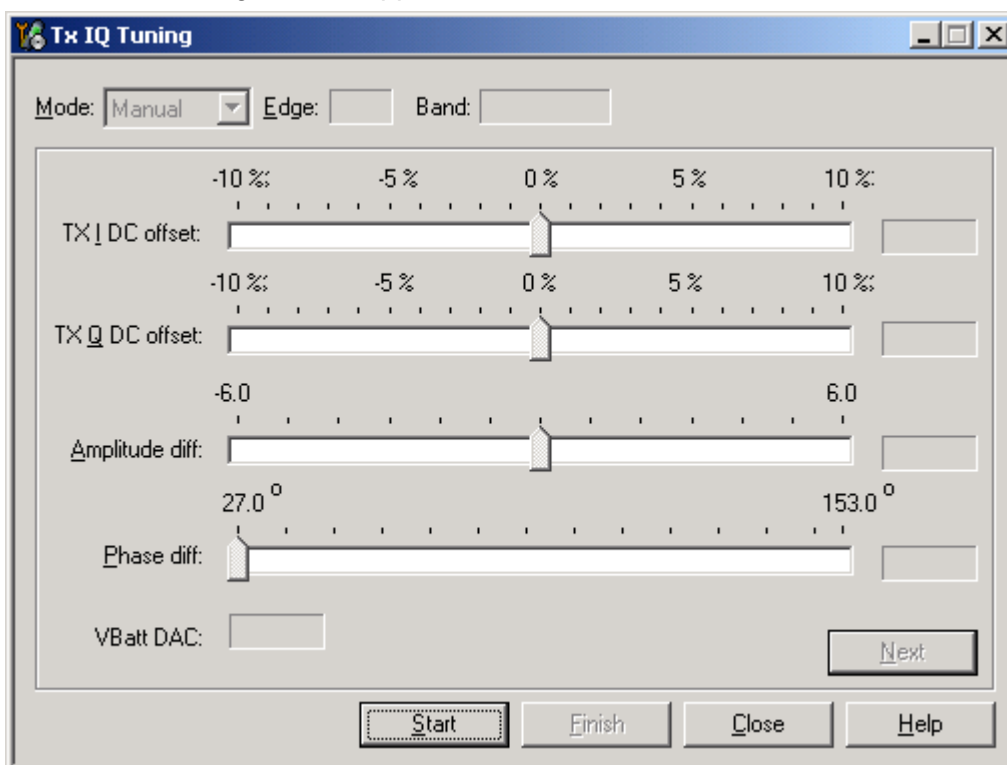 Tx IQ Tuning
Mode: Manual Edge: Band:
-10 %; -5 % 0 % 5 % 10 %:
TX I DC offset:
-10 %; -5 % 0 % 5 % 10 %;
TX Q DC offset:
-6.0 6.0
Amplitude diff:
27.0 o 153.0 o
Phase diff:
VBatt DAC:
Next
Start Finish Close Help